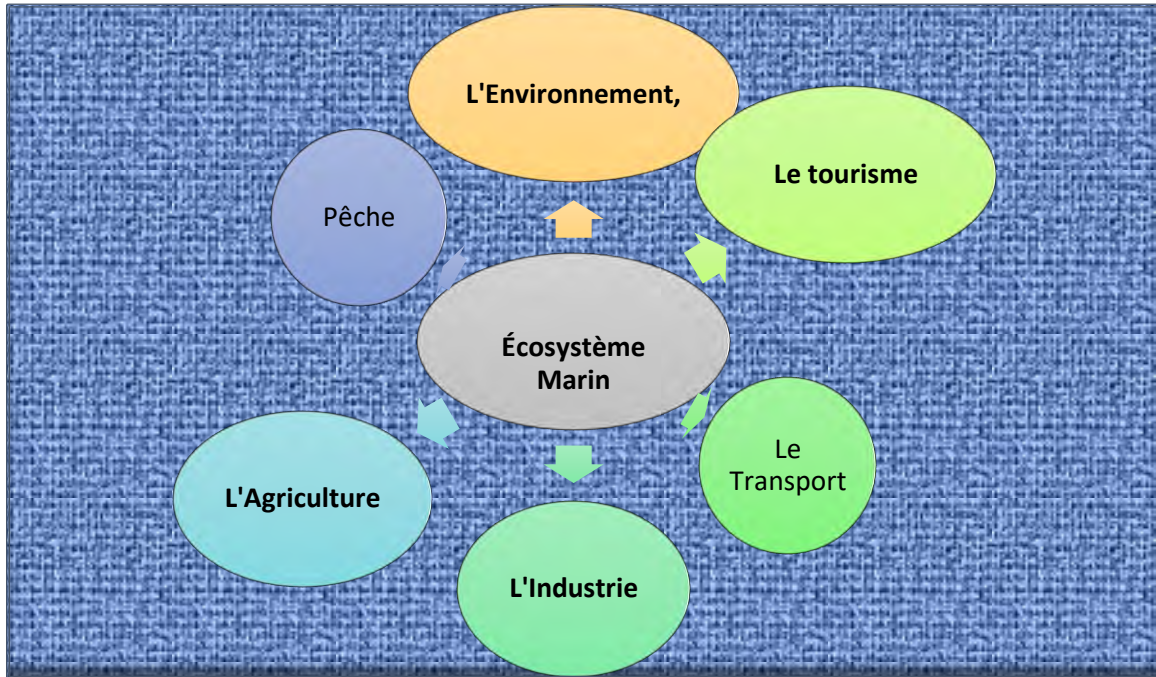 L'Environnement,
Le tourisme
Pêche
Écosystème
Marin
Le
Transport
L'Agriculture
L'Industrie